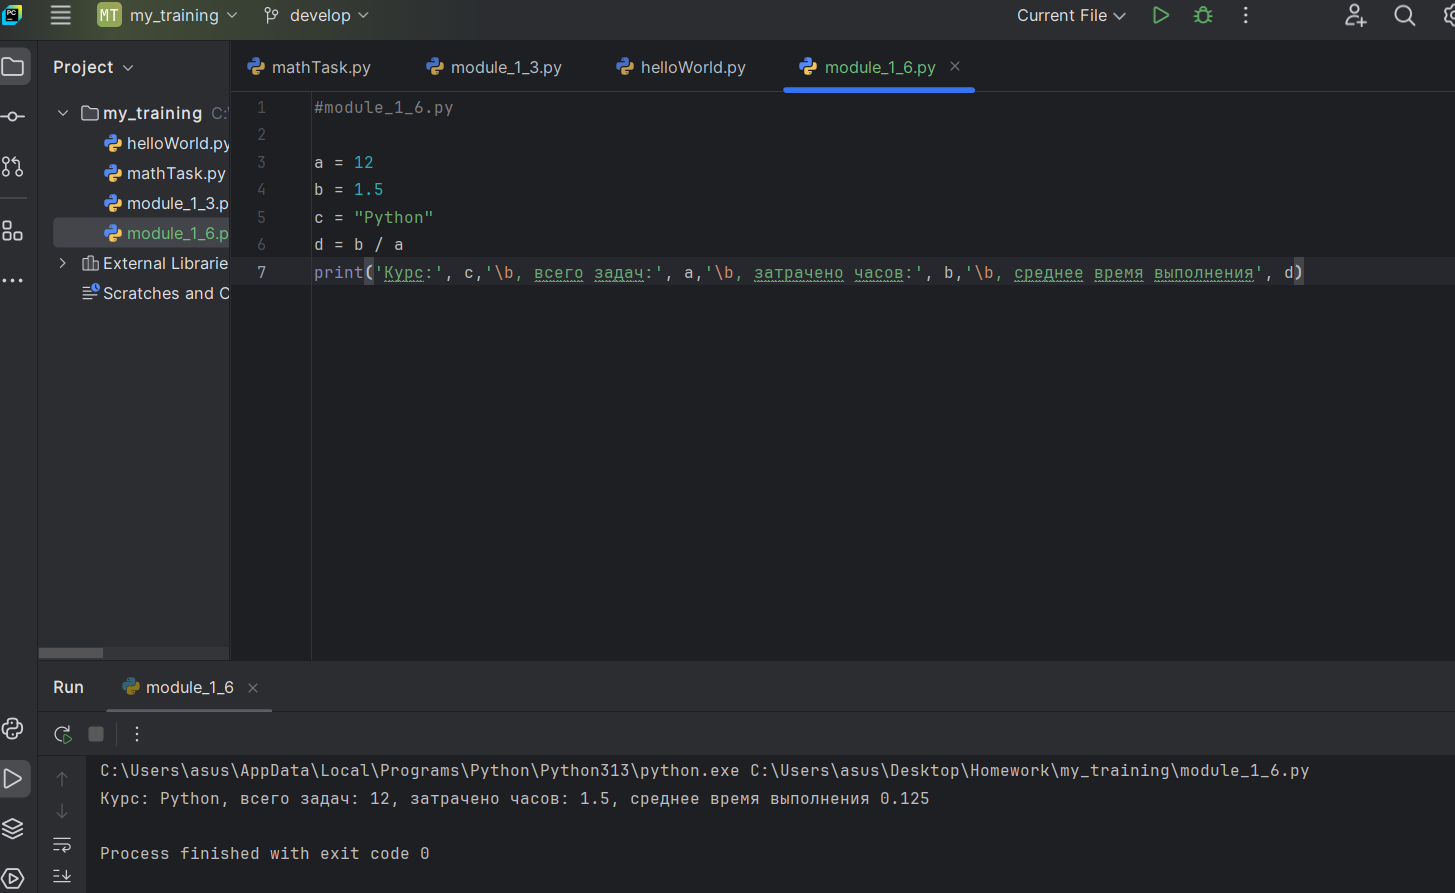 PC MT my_training develop Current File
Project
mathTask.py module_1_3.py helloWorld.py module_1_6.py
my_training C:\
helloWorld.py
mathTask.py
module_1_3.p
module_1_6.p
External Librarie
Scratches and C
1 #module_1_6.py
2
3 a = 12
4 b = 1.5
5 c = "Python"
6 d = b / a
7 print('Курс:', c,'\b, всего задач:', a,'\b, затрачено часов:', b,'\b, среднее время выполнения', d)
Run module_1_6
C:\Users\asus\AppData\Local\Programs\Python\Python313\python.exe C:\Users\asus\Desktop\Homework\my_training\module_1_6.py
Курс: Python, всего задач: 12, затрачено часов: 1.5, среднее время выполнения 0.125
Process finished with exit code 0